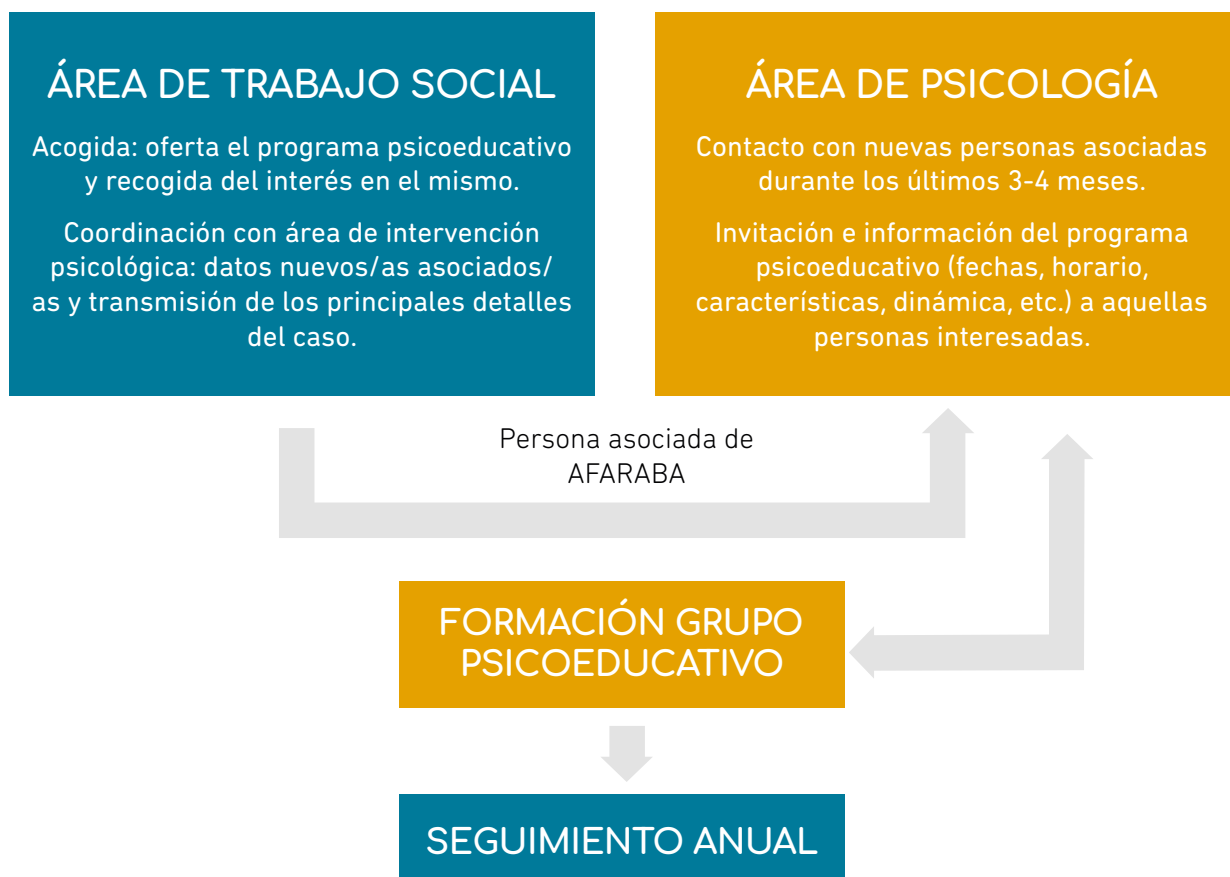 ÁREA DE TRABAJO SOCIAL
Acogida: oferta el programa psicoeducativo
y recogida del interés en el mismo.
Coordinación con área de intervención
psicológica: datos nuevos/as asociados/
as y transmisión de los principales detalles
del caso.
ÁREA DE PSICOLOGÍA
Contacto con nuevas personas asociadas
durante los últimos 3-4 meses.
Invitación e información del programa
psicoeducativo (fechas, horario,
características, dinámica, etc.) a aquellas
personas interesadas.
Persona asociada de
AFARABA
FORMACIÓN GRUPO
PSICOEDUCATIVO
SEGUIMIENTO ANUAL